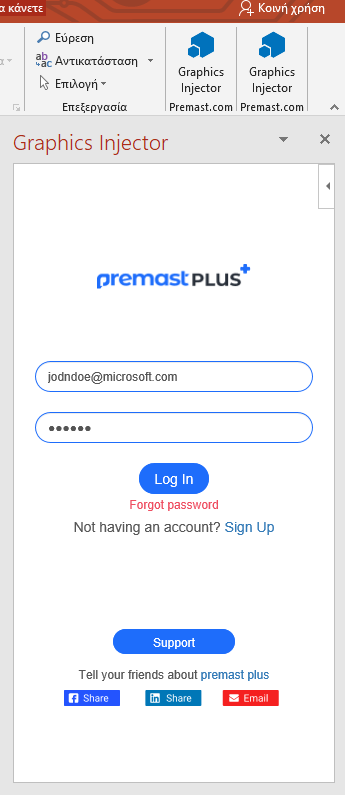 α κάνετε
Κοινή χρήση
Εύρεση
Αντικατάσταση
Επιλογή
Επεξεργασία
Graphics Injector
Premast.com
Graphics Injector
Premast.com
Graphics Injector
premast PLUS+
jodndoe@microsoft.com
••••••
Log In
Forgot password
Not having an account? Sign Up
Support
Tell your friends about premast plus
Share
Share
Email